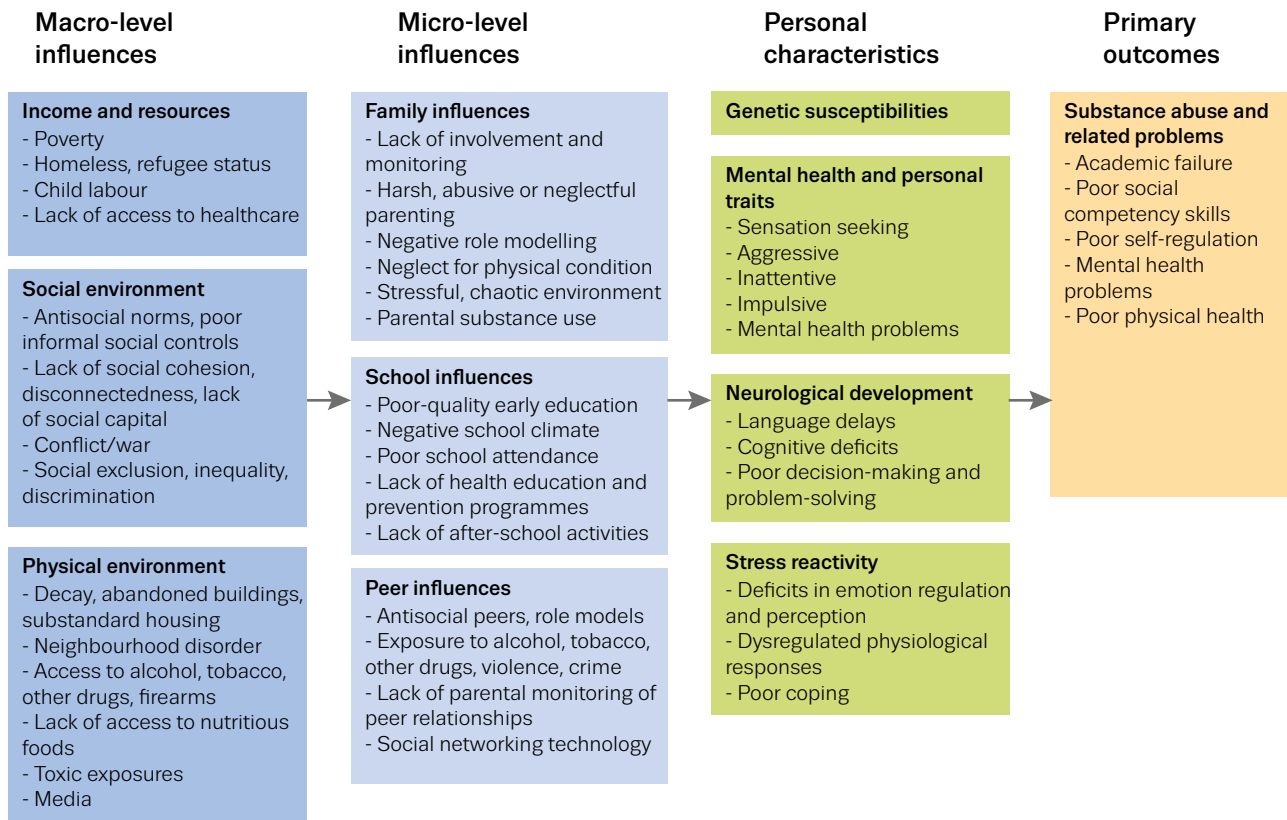 Macro-level
influences
Micro-level
influences
Personal
characteristics
Primary
outcomes
Income and resources
- Poverty
- Homeless, refugee status
- Child labour
- Lack of access to healthcare
Social environment
- Antisocial norms, poor
informal social controls
- Lack of social cohesion,
disconnectedness, lack
of social capital
- Conflict/war
- Social exclusion, inequality,
discrimination
Physical environment
- Decay, abandoned buildings,
substandard housing
- Neighbourhood disorder
- Access to alcohol, tobacco,
other drugs, firearms
- Lack of access to nutritious
foods
- Toxic exposures
- Media
Family influences
- Lack of involvement and
monitoring
- Harsh, abusive or neglectful
parenting
- Negative role modelling
- Neglect for physical condition
- Stressful, chaotic environment
- Parental substance use
School influences
- Poor-quality early education
- Negative school climate
- Poor school attendance
- Lack of health education and
prevention programmes
- Lack of after-school activities
Peer influences
- Antisocial peers, role models
- Exposure to alcohol, tobacco,
other drugs, violence, crime
- Lack of parental monitoring of
peer relationships
- Social networking technology
Genetic susceptibilities
Mental health and personal
traits
- Sensation seeking
- Aggressive
- Inattentive
- Impulsive
- Mental health problems
Neurological development
- Language delays
- Cognitive deficits
- Poor decision-making and
problem-solving
Stress reactivity
- Deficits in emotion regulation
and perception
- Dysregulated physiological
responses
- Poor coping
Substance abuse and
related problems
- Academic failure
- Poor social
competency skills
- Poor self-regulation
- Mental health
problems
- Poor physical health